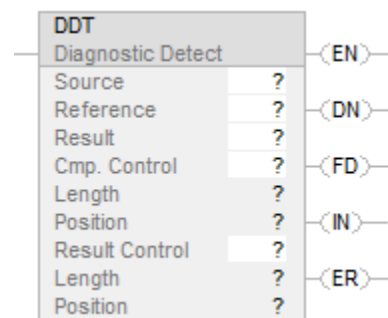 DDT
Diagnostic Detect (EN)
Source ?
Reference ? (DN)
Result ?
Cmp. Control ? (FD)
Length ?
Position ? (IN)
Result Control ?
Length ? (ER)
Position ?